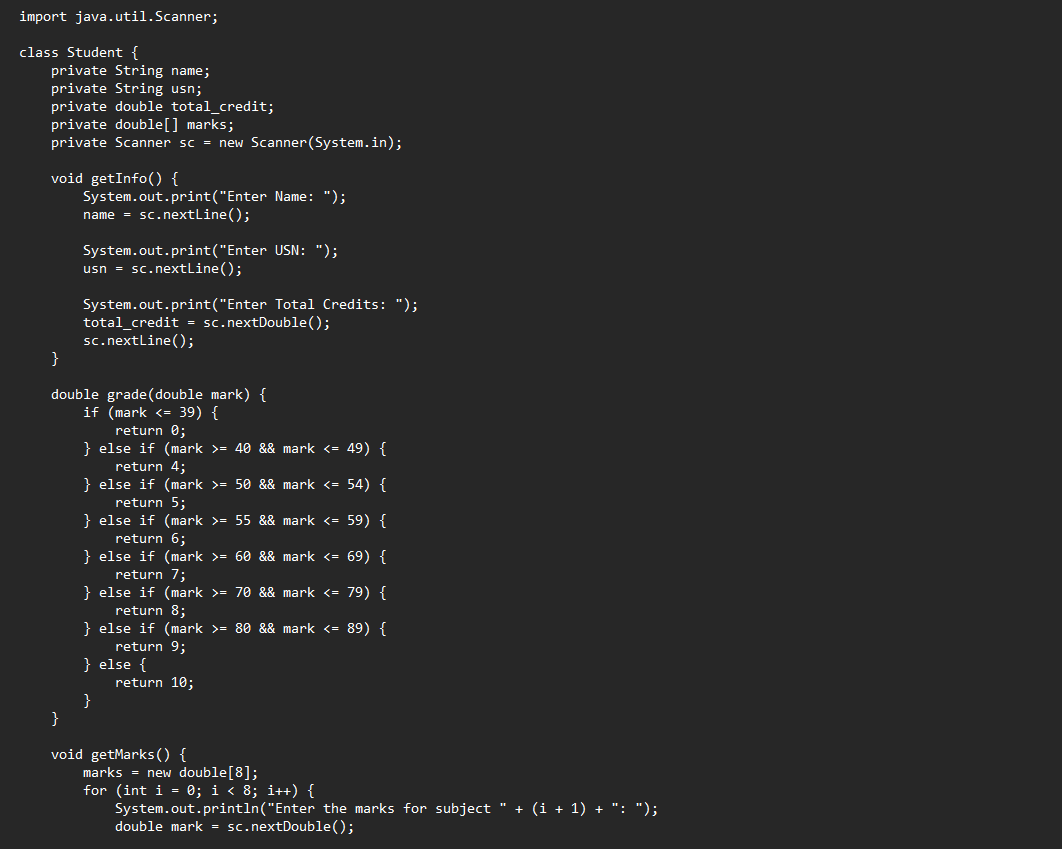 import java.util.Scanner;
class Student {
    private String name;
    private String usn;
    private double total_credit;
    private double[] marks;
    private Scanner sc = new Scanner(System.in);
    void getInfo() {
        System.out.print("Enter Name: ");
        name = sc.nextLine();
        System.out.print("Enter USN: ");
        usn = sc.nextLine();
        System.out.print("Enter Total Credits: ");
        total_credit = sc.nextDouble();
        sc.nextLine();
    }
    double grade(double mark) {
        if (mark <= 39) {
            return 0;
        } else if (mark >= 40 && mark <= 49) {
            return 4;
        } else if (mark >= 50 && mark <= 54) {
            return 5;
        } else if (mark >= 55 && mark <= 59) {
            return 6;
        } else if (mark >= 60 && mark <= 69) {
            return 7;
        } else if (mark >= 70 && mark <= 79) {
            return 8;
        } else if (mark >= 80 && mark <= 89) {
            return 9;
        } else {
            return 10;
        }
    }
    void getMarks() {
        marks = new double[8];
        for (int i = 0; i < 8; i++) {
            System.out.println("Enter the marks for subject " + (i + 1) + ": ");
            double mark = sc.nextDouble();